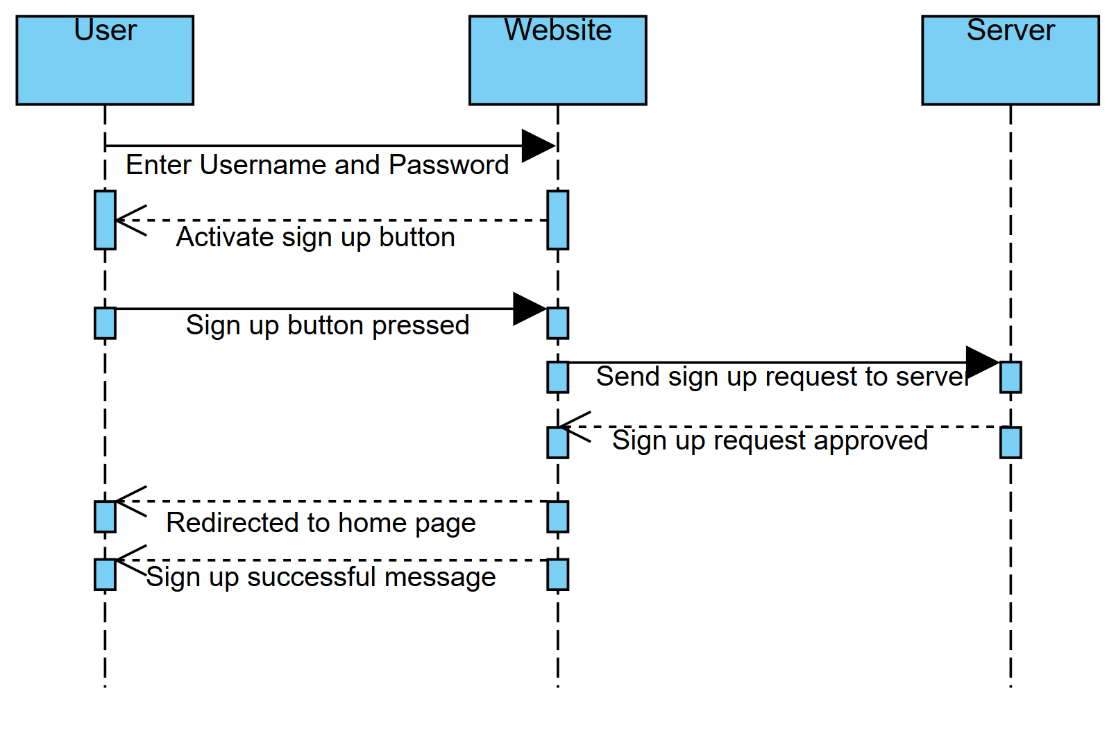 User
Website
Server
Enter Username and Password
Activate sign up button
Sign up button pressed
Send sign up request to server
Sign up request approved
Redirected to home page
Sign up successful message